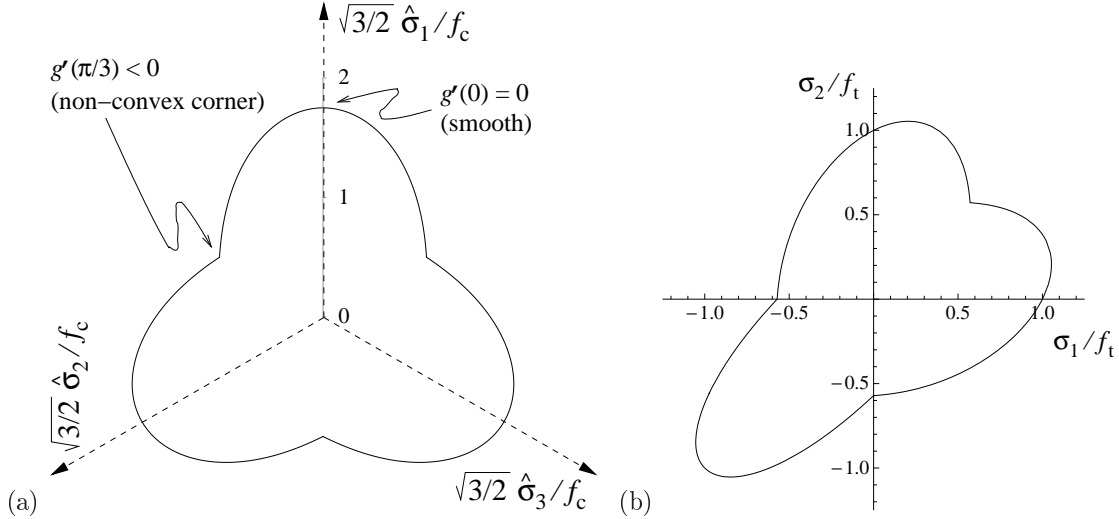 √3/2 σ̂₁/f_c
g′(π/3) < 0
(non−convex corner)
2
g′(0) = 0
(smooth)
1
0
√3/2 σ̂₂/f_c
√3/2 σ̂₃/f_c
(a)
σ₂/f_t
1.0
0.5
−1.0
−0.5
0.5
1.0
σ₁/f_t
−0.5
−1.0
(b)